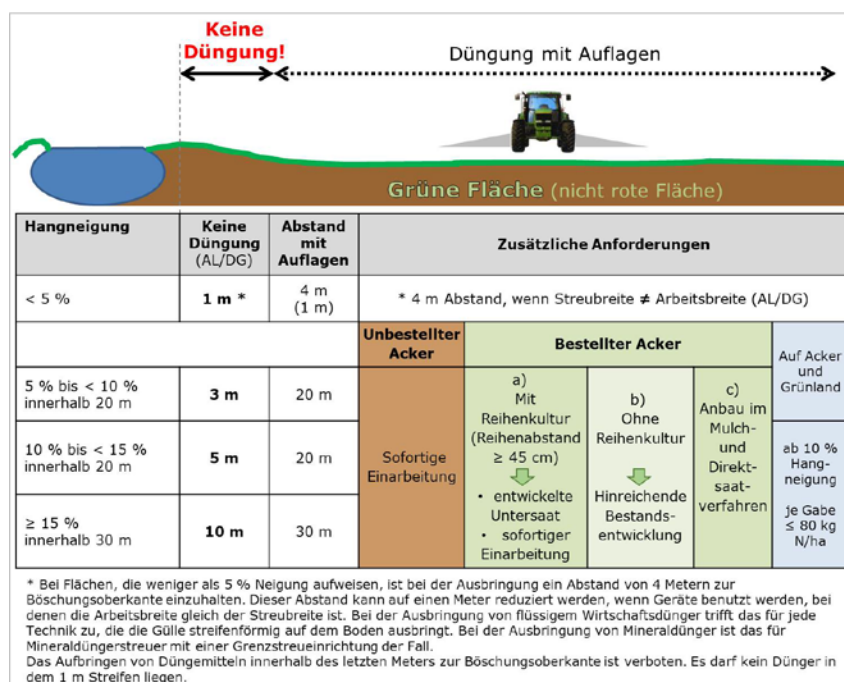 Keine
Düngung!
Düngung mit Auflagen
Grüne Fläche (nicht rote Fläche)
Hangneigung
Keine
Düngung
(AL/DG)
Abstand
mit
Auflagen
Zusätzliche Anforderungen
< 5 %
1 m *
4 m
(1 m)
* 4 m Abstand, wenn Streubreite ≠ Arbeitsbreite (AL/DG)
Unbestellter
Acker
Bestellter Acker
Auf Acker
und
Grünland
5 % bis < 10 %
innerhalb 20 m
3 m
20 m
10 % bis < 15 %
innerhalb 20 m
5 m
20 m
≥ 15 %
innerhalb 30 m
10 m
30 m
Sofortige
Einarbeitung
a)
Mit
Reihenkultur
(Reihenabstand
≥ 45 cm)
• entwickelte
Untersaat
• sofortiger
Einarbeitung
b)
Ohne
Reihenkultur
Hinreichende
Bestands-
entwicklung
c)
Anbau im
Mulch-
und
Direkt-
saat-
verfahren
ab 10 %
Hang-
neigung
je Gabe
≤ 80 kg
N/ha
* Bei Flächen, die weniger als 5 % Neigung aufweisen, ist bei der Ausbringung ein Abstand von 4 Metern zur
Böschungsoberkante einzuhalten. Dieser Abstand kann auf einen Meter reduziert werden, wenn Geräte benutzt werden, bei
denen die Arbeitsbreite gleich der Streubreite ist. Bei der Ausbringung von flüssigem Wirtschaftsdünger trifft das für jede
Technik zu, die die Gülle streifenförmig auf dem Boden ausbringt. Bei der Ausbringung von Mineraldünger ist das für
Mineraldüngerstreuer mit einer Grenzstreueinrichtung der Fall.
Das Aufbringen von Düngemitteln innerhalb des letzten Meters zur Böschungsoberkante ist verboten. Es darf kein Dünger in
dem 1 m Streifen liegen.